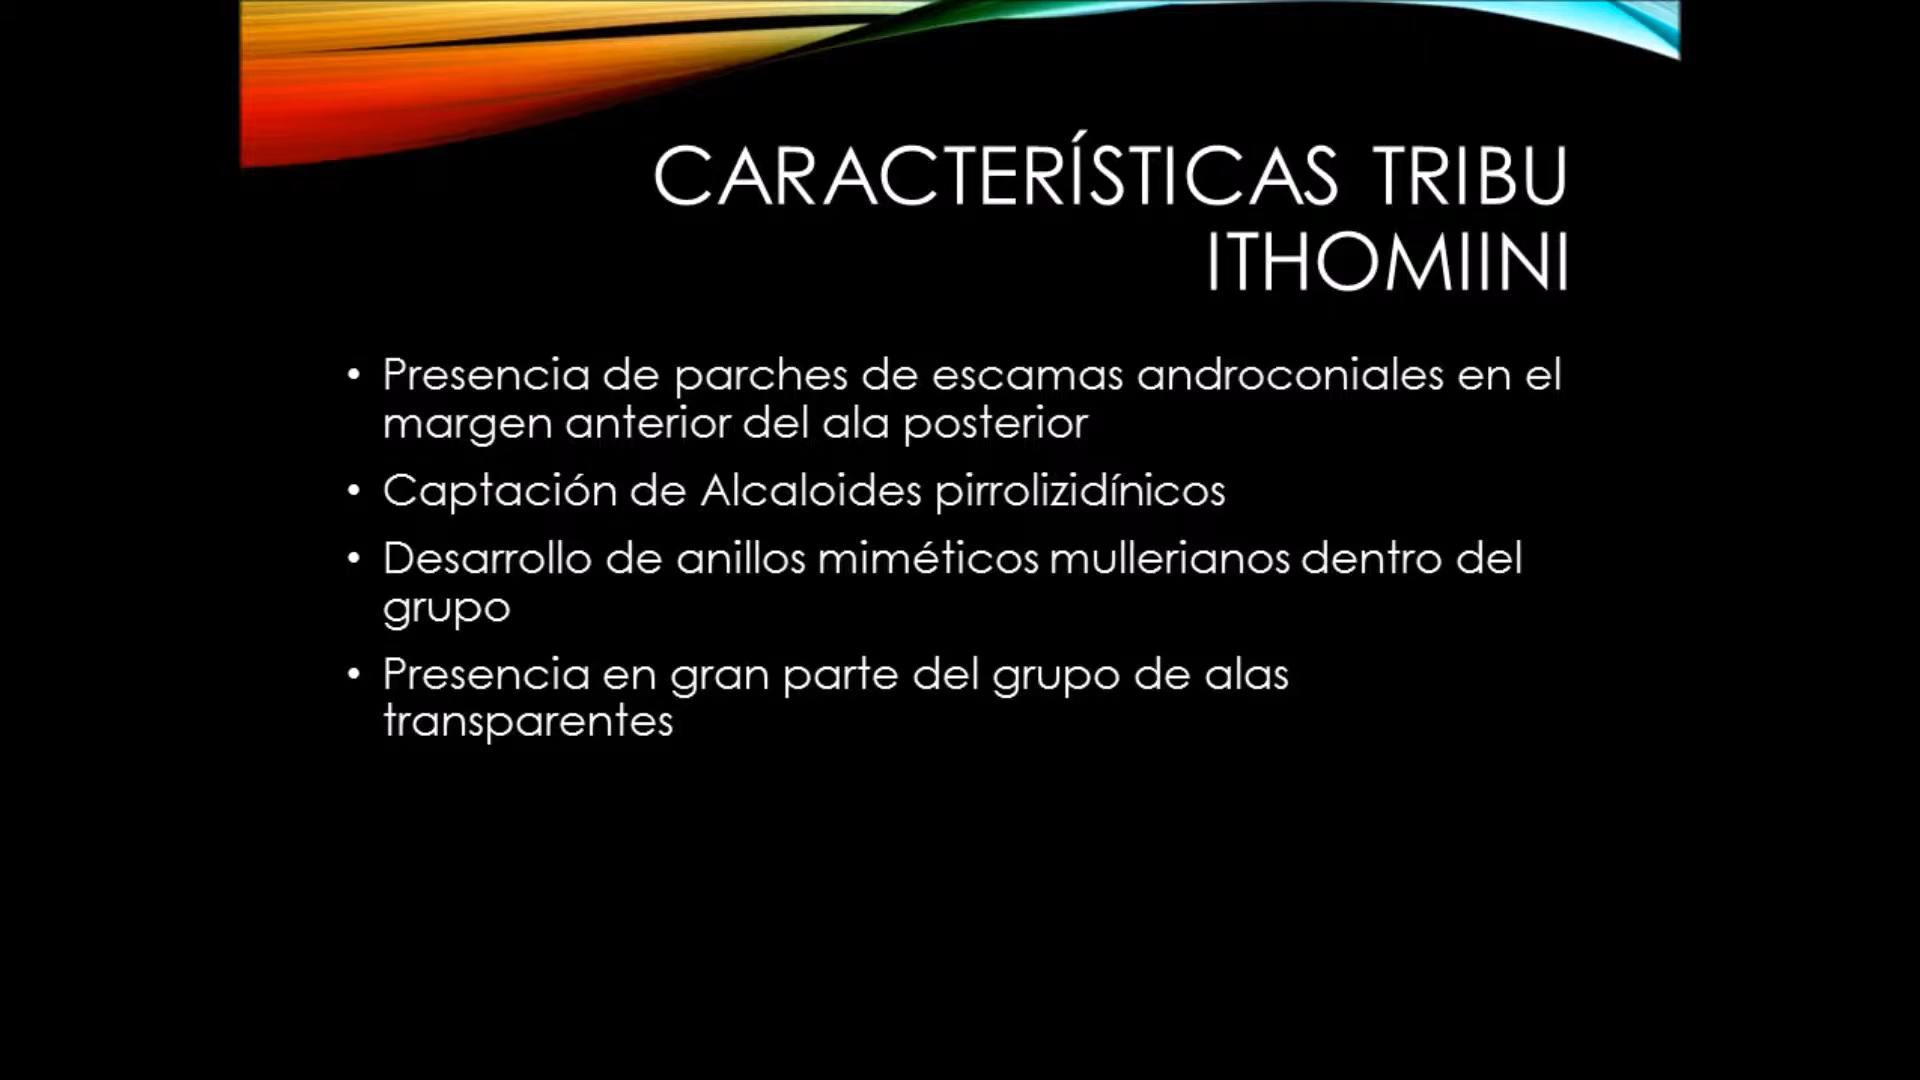 CARACTERÍSTICAS TRIBU
ITHOMIINI
• Presencia de parches de escamas androconiales en el
margen anterior del ala posterior
• Captación de Alcaloides pirrolizidínicos
• Desarrollo de anillos miméticos mullerianos dentro del
grupo
• Presencia en gran parte del grupo de alas
transparentes